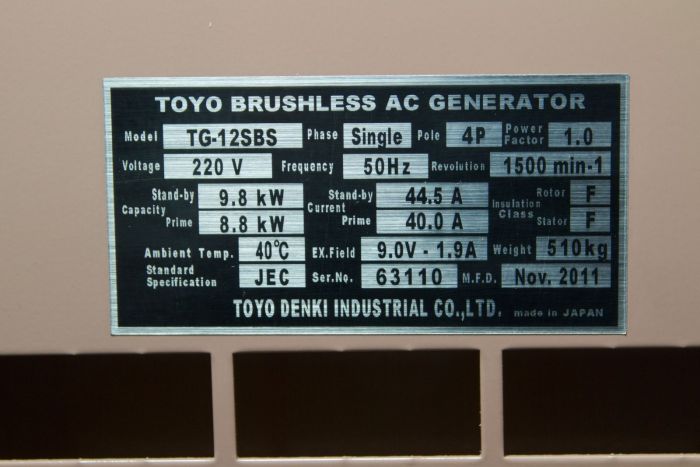 TOYO BRUSHLESS AC GENERATOR
Model TG-12SBS Phase Single Pole 4P Power Factor 1.0
Voltage 220 V Frequency 50Hz Revolution 1500 min-1
Capacity Stand-by 9.8 kW Current Stand-by 44.5 A Insulation Class Rotor F
Prime 8.8 kW Prime 40.0 A Stator F
Ambient Temp. 40℃ EX.Field 9.0V - 1.9A Weight 510kg
Standard Specification JEC Ser.No. 63110 M.F.D. Nov. 2011
TOYO DENKI INDUSTRIAL CO.,LTD. made in JAPAN